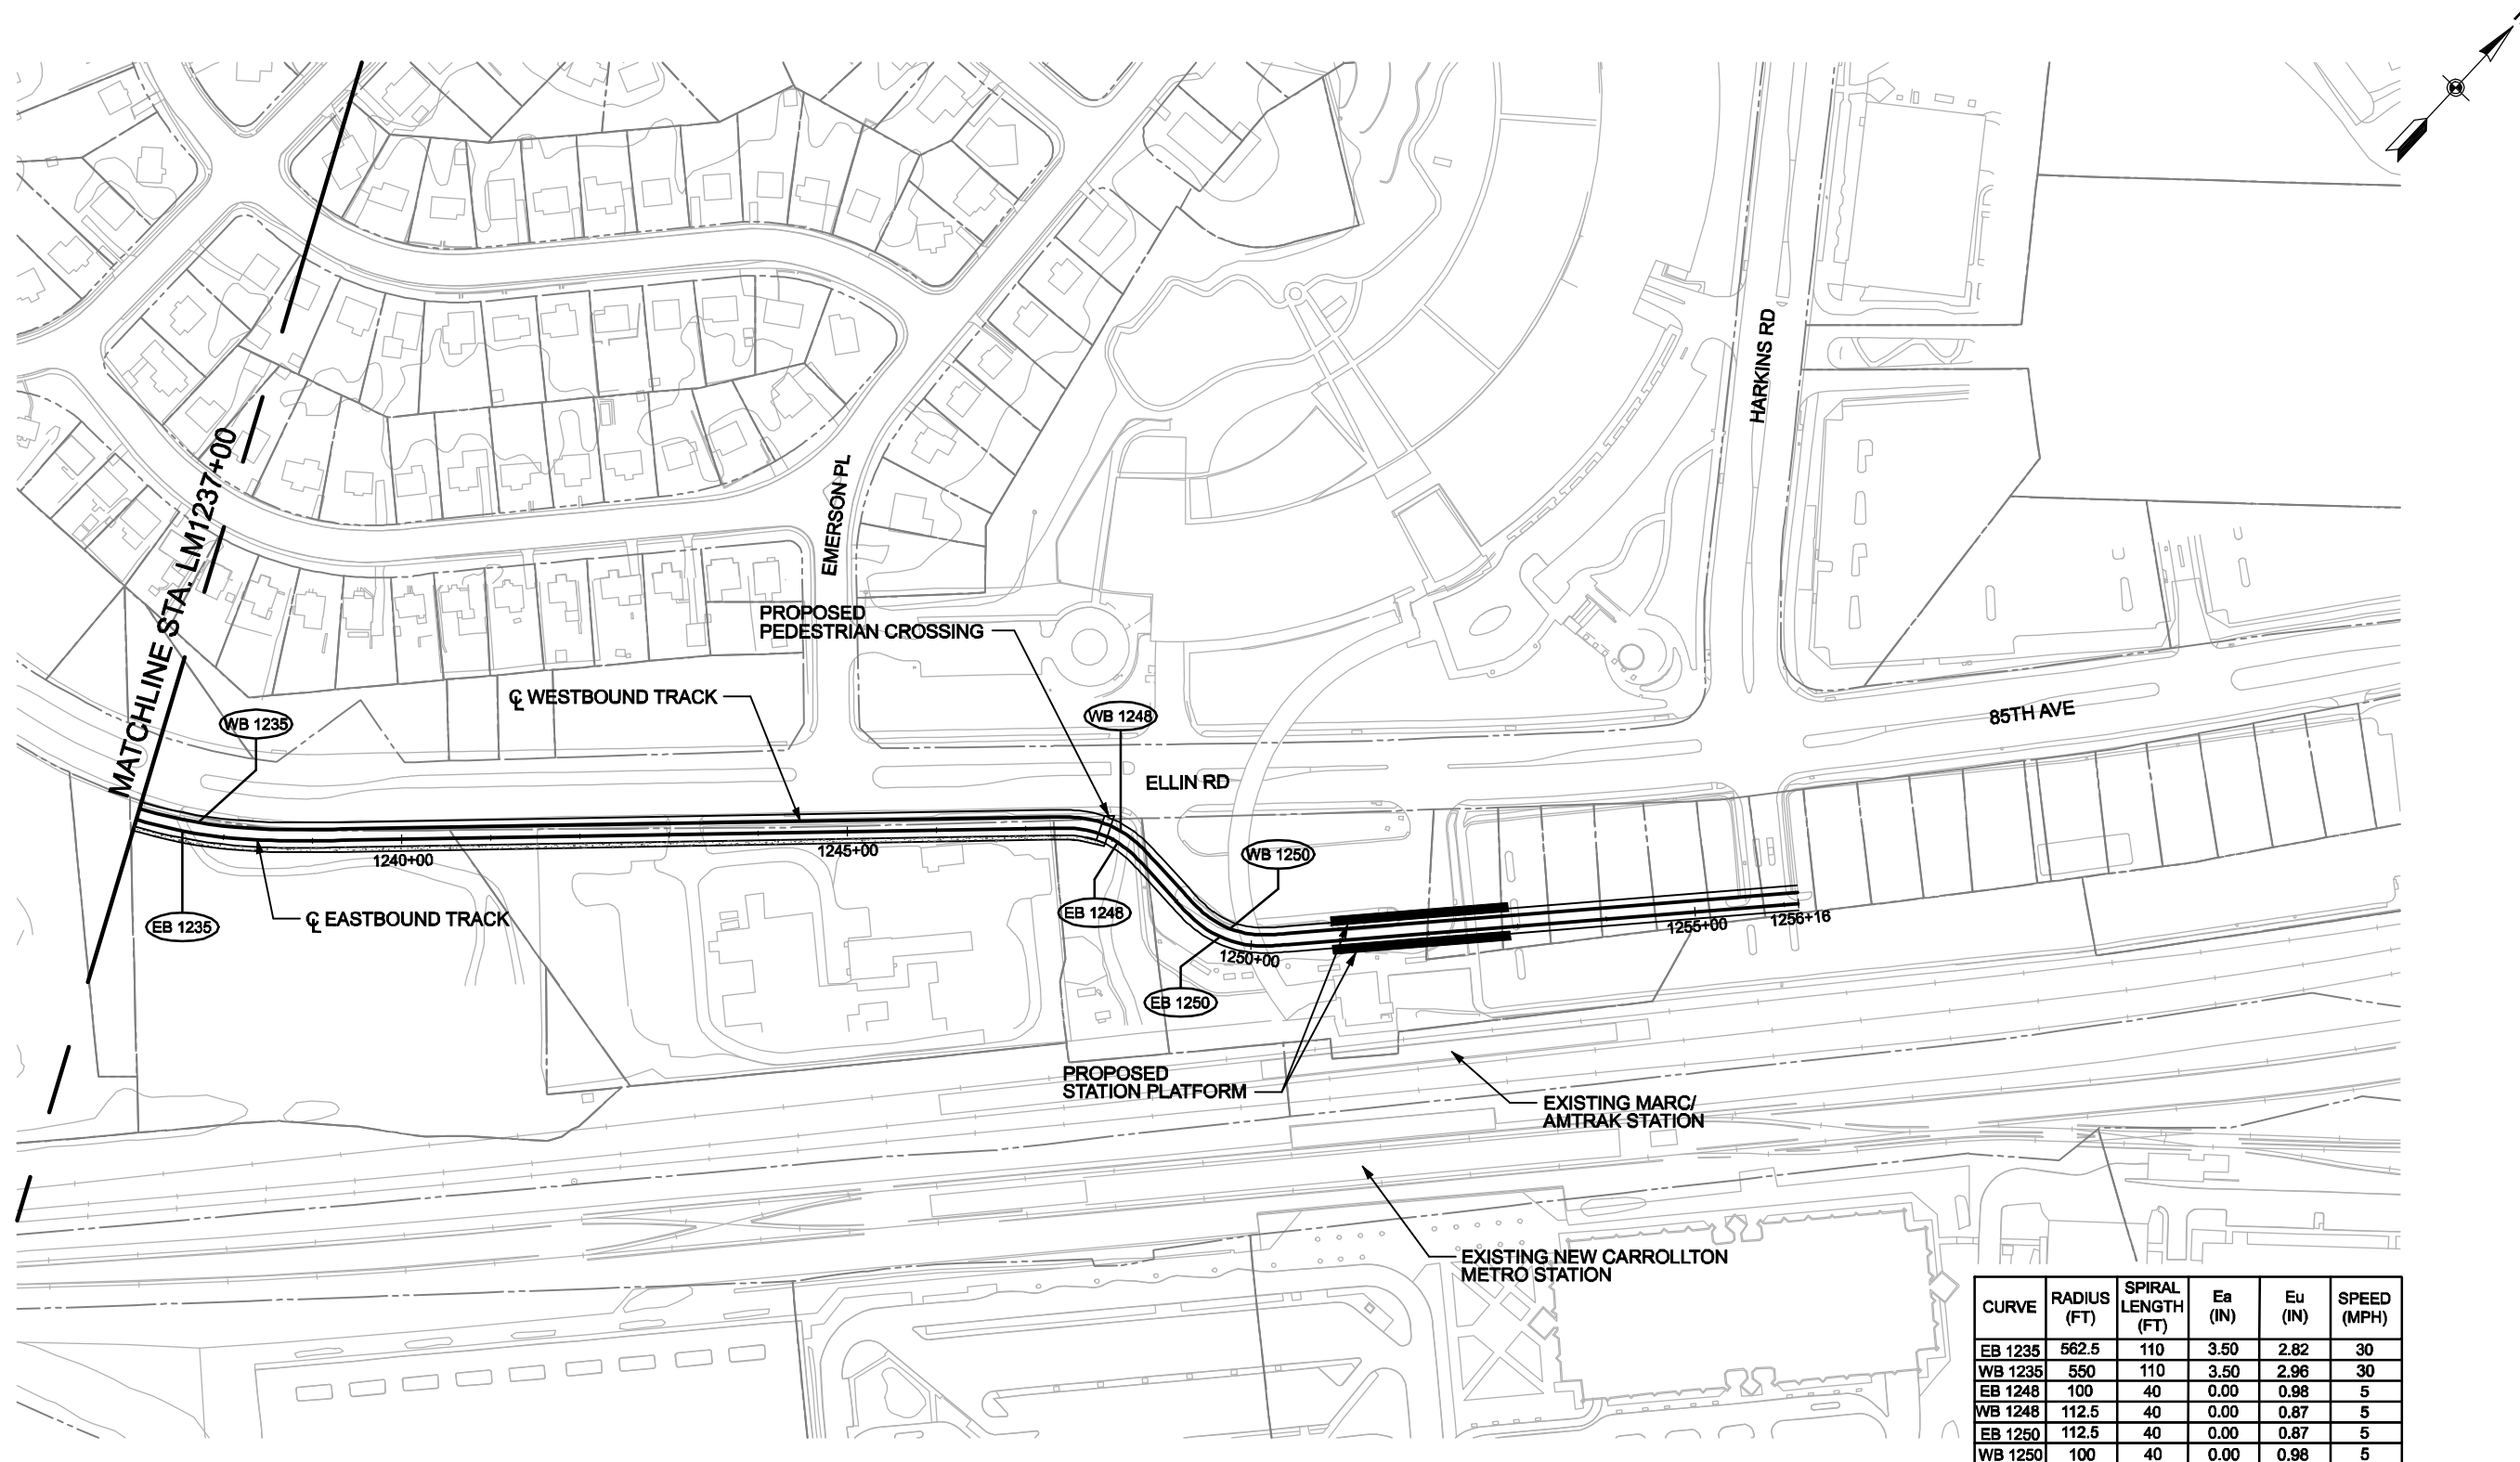 HARKINS RD
MATCHLINE STA. LM1237+00
EMERSON PL
PROPOSED
PEDESTRIAN CROSSING
℄ WESTBOUND TRACK
WB 1235
WB 1248
85TH AVE
ELLIN RD
1240+00
1245+00
WB 1250
EB 1235
℄ EASTBOUND TRACK
EB 1248
1250+00
1255+00
1256+16
EB 1250
PROPOSED
STATION PLATFORM
EXISTING MARC/
AMTRAK STATION
EXISTING NEW CARROLLTON
METRO STATION
CURVE RADIUS (FT) SPIRAL LENGTH (FT) Ea (IN) Eu (IN) SPEED (MPH)
EB 1235 562.5 110 3.50 2.82 30
WB 1235 550 110 3.50 2.96 30
EB 1248 100 40 0.00 0.98 5
WB 1248 112.5 40 0.00 0.87 5
EB 1250 112.5 40 0.00 0.87 5
WB 1250 100 40 0.00 0.98 5